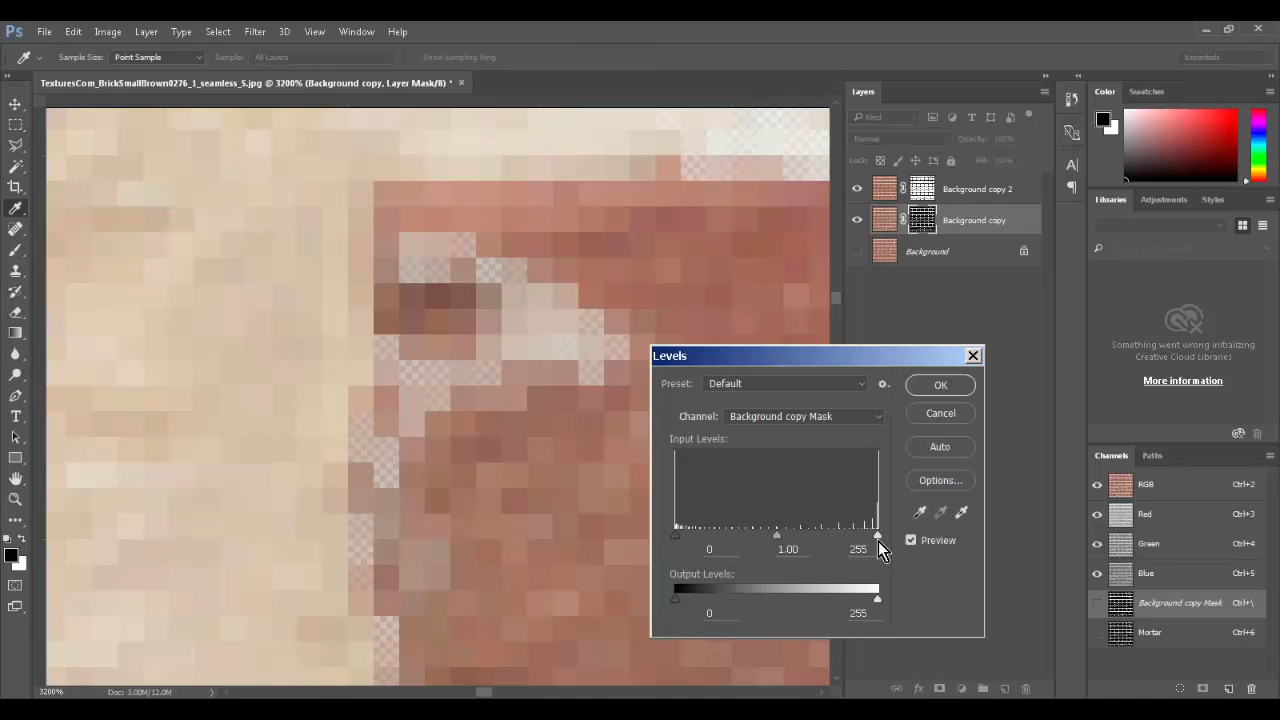 Ps File Edit Image Layer Type Select Filter 3D View Window Help
Sample Size: Point Sample Sample: All Layers Show Sampling Ring Essentials
TexturesCom_BrickSmallBrown0276_1_seamless_S.jpg @ 3200% (Background copy, Layer Mask/8) * ×
Layers
Kind
Normal Opacity: 100%
Lock: Fill: 100%
Background copy 2
Background copy
Background
Color Swatches
Libraries Adjustments Styles
Something went wrong initializing
Creative Cloud Libraries
More information
Channels Paths
RGB Ctrl+2
Red Ctrl+3
Green Ctrl+4
Blue Ctrl+5
Background copy Mask Ctrl+\
Mortar Ctrl+6
Levels
Preset: Default OK
Channel: Background copy Mask Cancel
Input Levels: Auto
Options...
Preview
0 1.00 255
Output Levels:
0 255
3200% Doc: 3.00M/12.0M